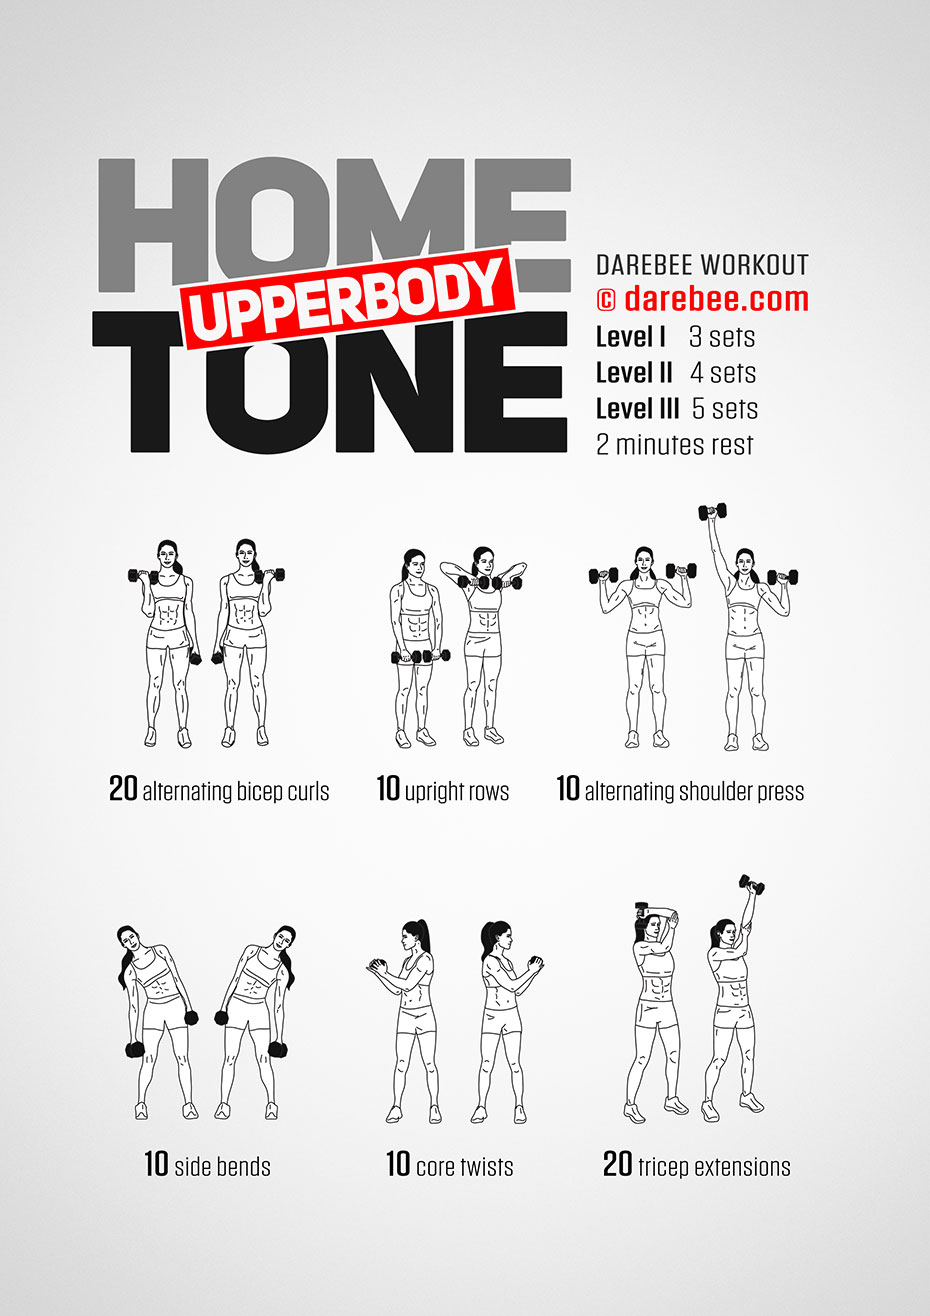 HOME
UPPERBODY
TONE
DAREBEE WORKOUT
© darebee.com
Level I 3 sets
Level II 4 sets
Level III 5 sets
2 minutes rest
20 alternating bicep curls
10 upright rows
10 alternating shoulder press
10 side bends
10 core twists
20 tricep extensions